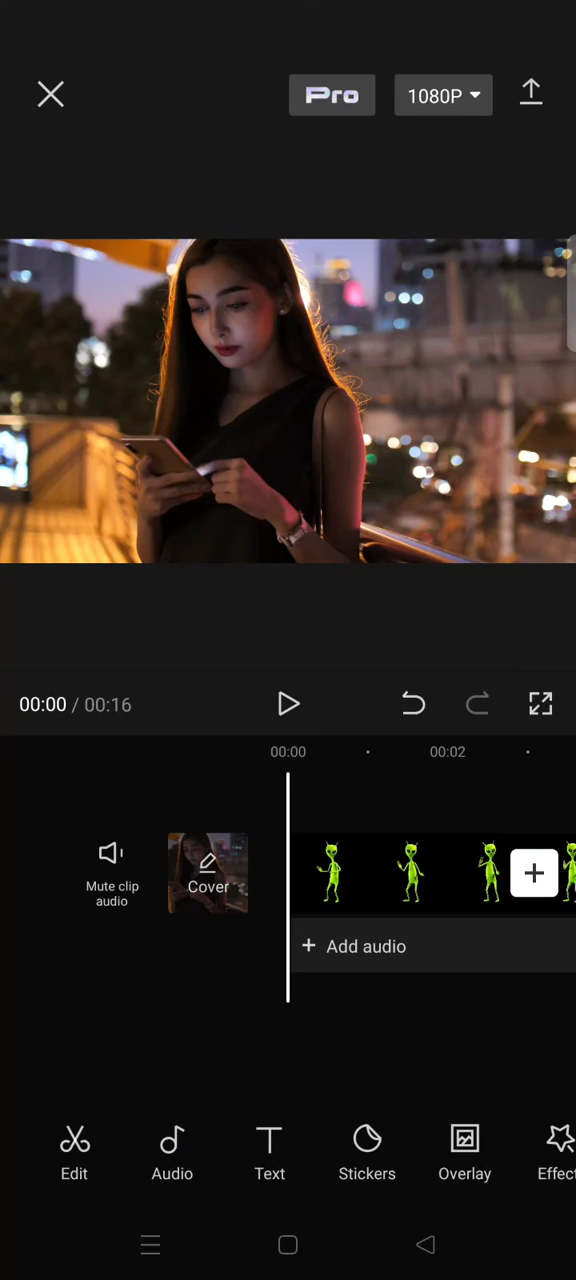 Pro
1080P
00:00 / 00:16
00:00
00:02
Mute clip
audio
Cover
+ Add audio
Edit
Audio
Text
Stickers
Overlay
Effect